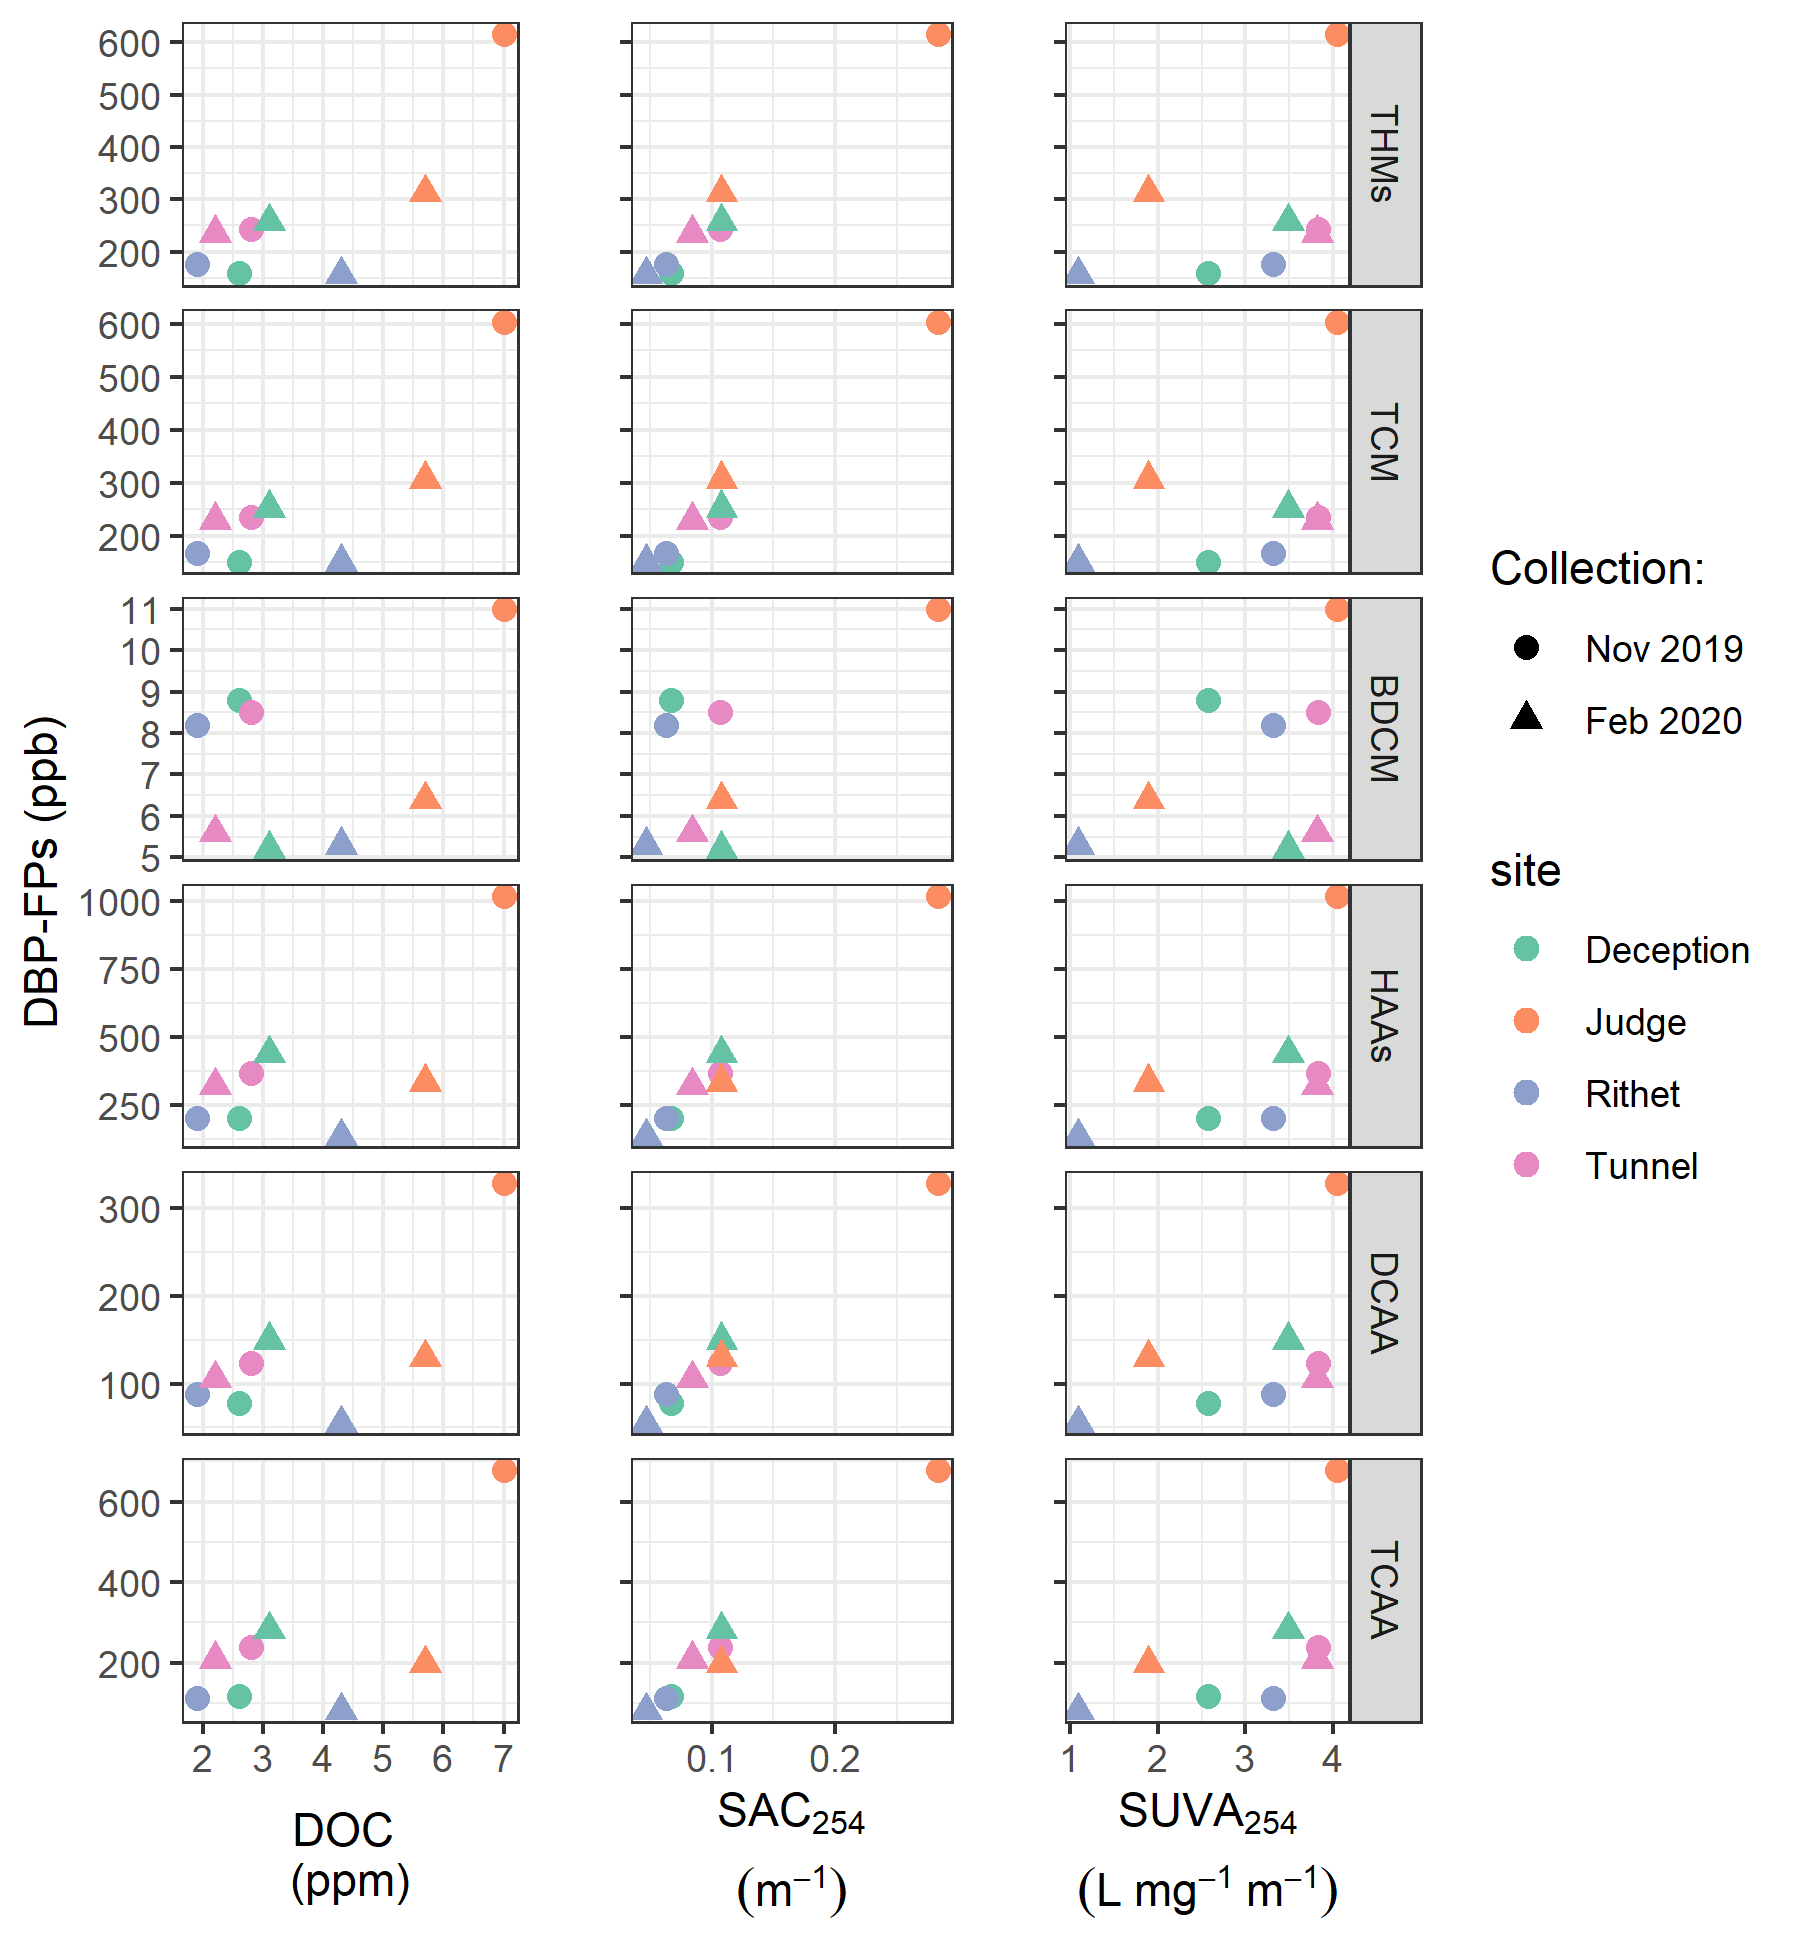 DBP-FPs (ppb)
600
500
400
300
200
THMs
600
500
400
300
200
TCM
11
10
9
8
7
6
5
BDCM
1000
750
500
250
HAAs
300
200
100
DCAA
600
400
200
TCAA
2 3 4 5 6 7
0.1 0.2
1 2 3 4
DOC
(ppm)
SAC₂₅₄
(m⁻¹)
SUVA₂₅₄
(L mg⁻¹ m⁻¹)
Collection:
Nov 2019
Feb 2020
site
Deception
Judge
Rithet
Tunnel